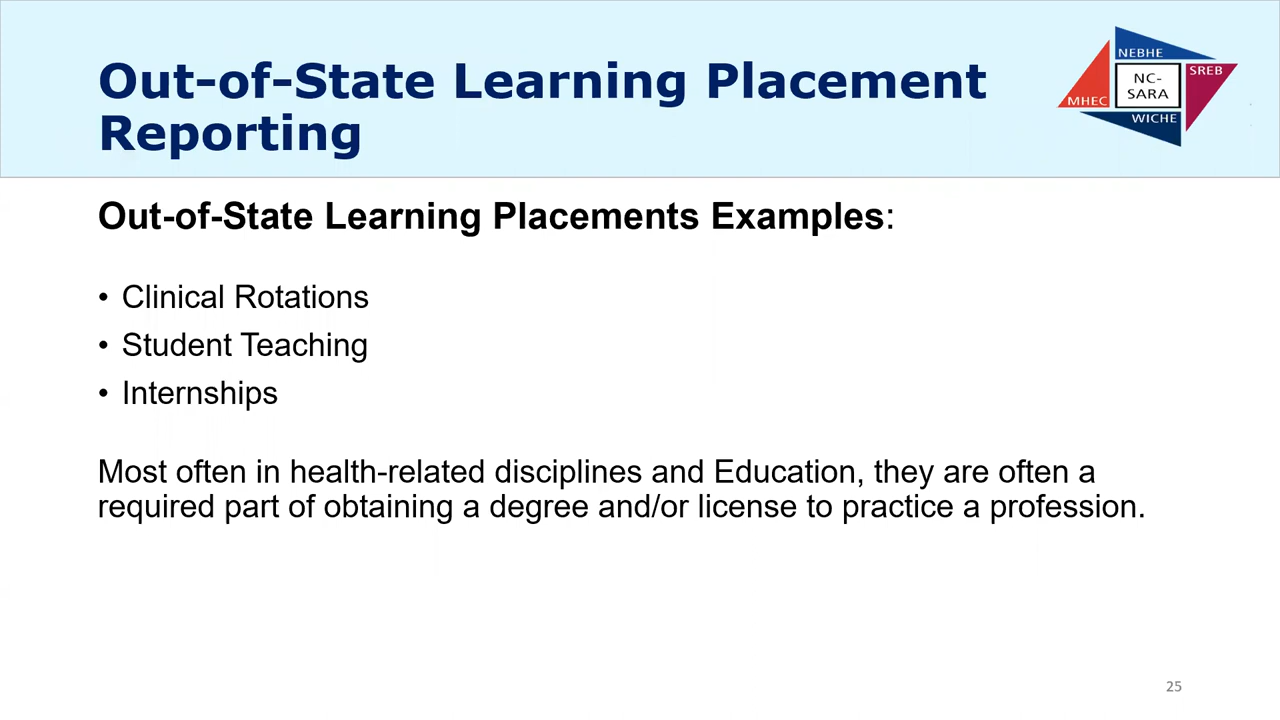 Out-of-State Learning Placement
Reporting
NEBHE
NC-
SARA
SREB
MHEC
WICHE
Out-of-State Learning Placements Examples:
• Clinical Rotations
• Student Teaching
• Internships
Most often in health-related disciplines and Education, they are often a
required part of obtaining a degree and/or license to practice a profession.
25